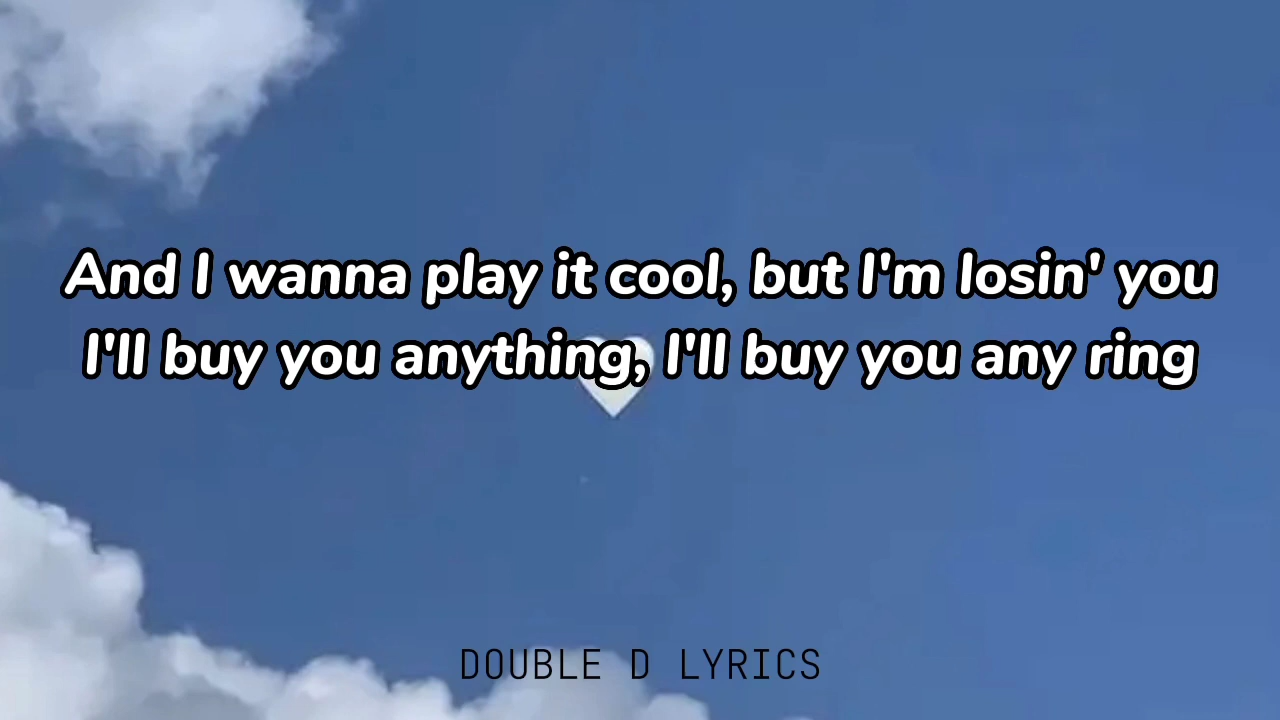 And I wanna play it cool, but I'm losin' you
I'll buy you anything, I'll buy you any ring
DOUBLE D LYRICS